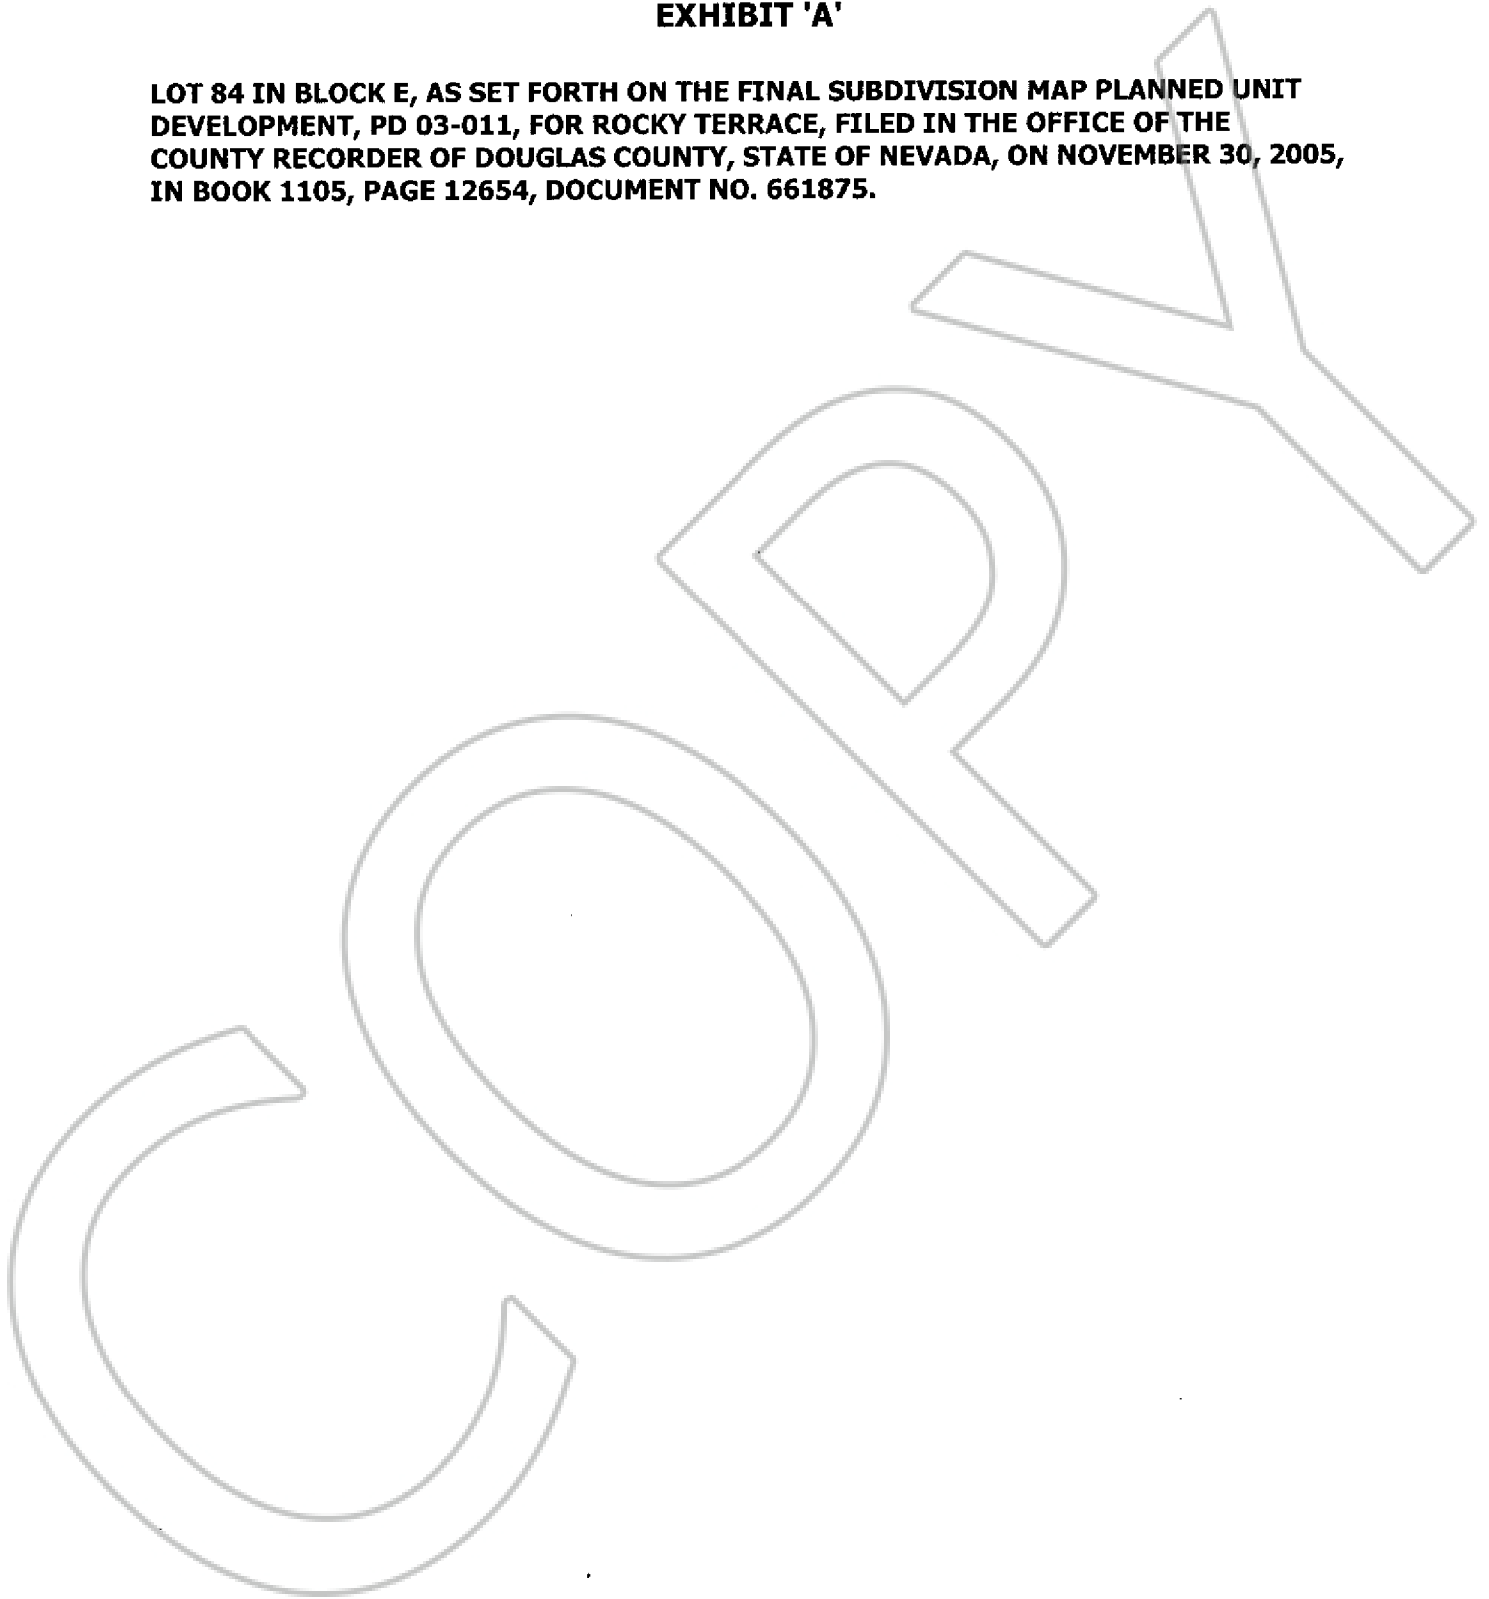 EXHIBIT 'A'
LOT 84 IN BLOCK E, AS SET FORTH ON THE FINAL SUBDIVISION MAP PLANNED UNIT
DEVELOPMENT, PD 03-011, FOR ROCKY TERRACE, FILED IN THE OFFICE OF THE
COUNTY RECORDER OF DOUGLAS COUNTY, STATE OF NEVADA, ON NOVEMBER 30, 2005,
IN BOOK 1105, PAGE 12654, DOCUMENT NO. 661875.
COPY